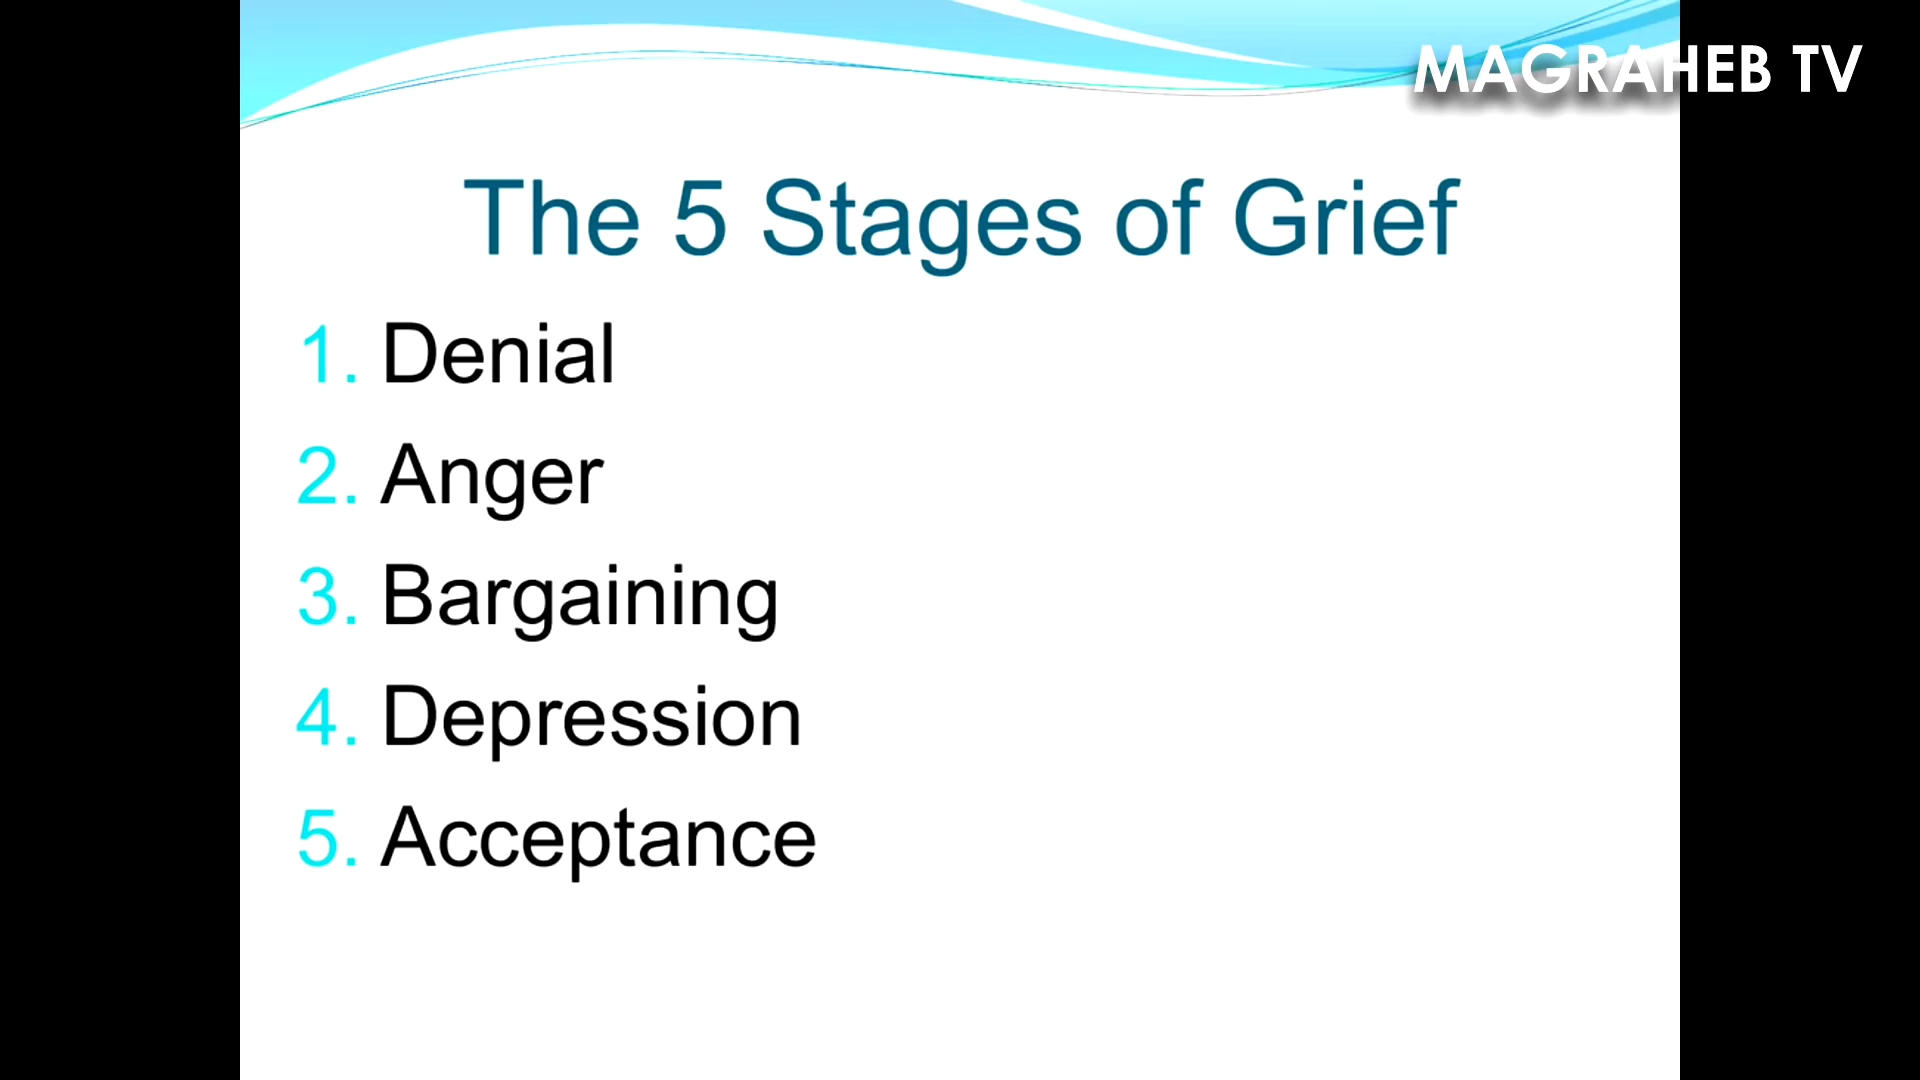 MAGRAHEB TV
The 5 Stages of Grief
1. Denial
2. Anger
3. Bargaining
4. Depression
5. Acceptance